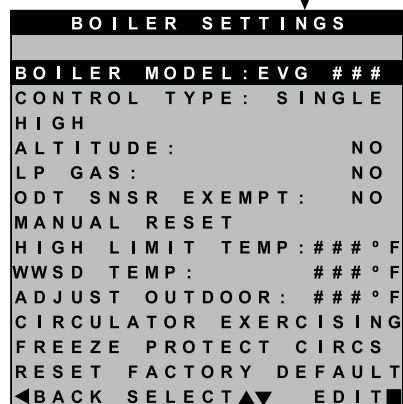 BOILER SETTINGS
BOILER MODEL:EVG ###
CONTROL TYPE: SINGLE
HIGH
ALTITUDE: NO
LP GAS: NO
ODT SNSR EXEMPT: NO
MANUAL RESET
HIGH LIMIT TEMP:###°F
WWSD TEMP: ###°F
ADJUST OUTDOOR: ###°F
CIRCULATOR EXERCISING
FREEZE PROTECT CIRCS
RESET FACTORY DEFAULT
◀BACK SELECT▲▼ EDIT■